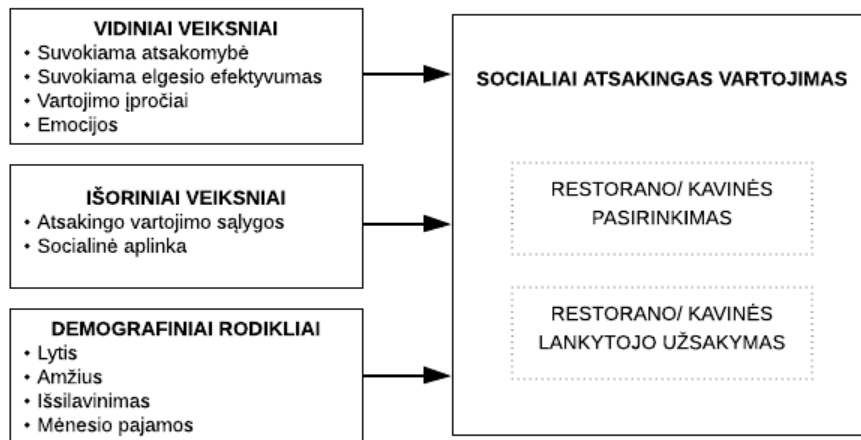 VIDINIAI VEIKSNIAI
• Suvokiama atsakomybė
• Suvokiama elgesio efektyvumas
• Vartojimo įpročiai
• Emocijos
IŠORINIAI VEIKSNIAI
• Atsakingo vartojimo sąlygos
• Socialinė aplinka
DEMOGRAFINIAI RODIKLIAI
• Lytis
• Amžius
• Išsilavinimas
• Mėnesio pajamos
SOCIALIAI ATSAKINGAS VARTOJIMAS
RESTORANO/ KAVINĖS
PASIRINKIMAS
RESTORANO/ KAVINĖS
LANKYTOJO UŽSAKYMAS